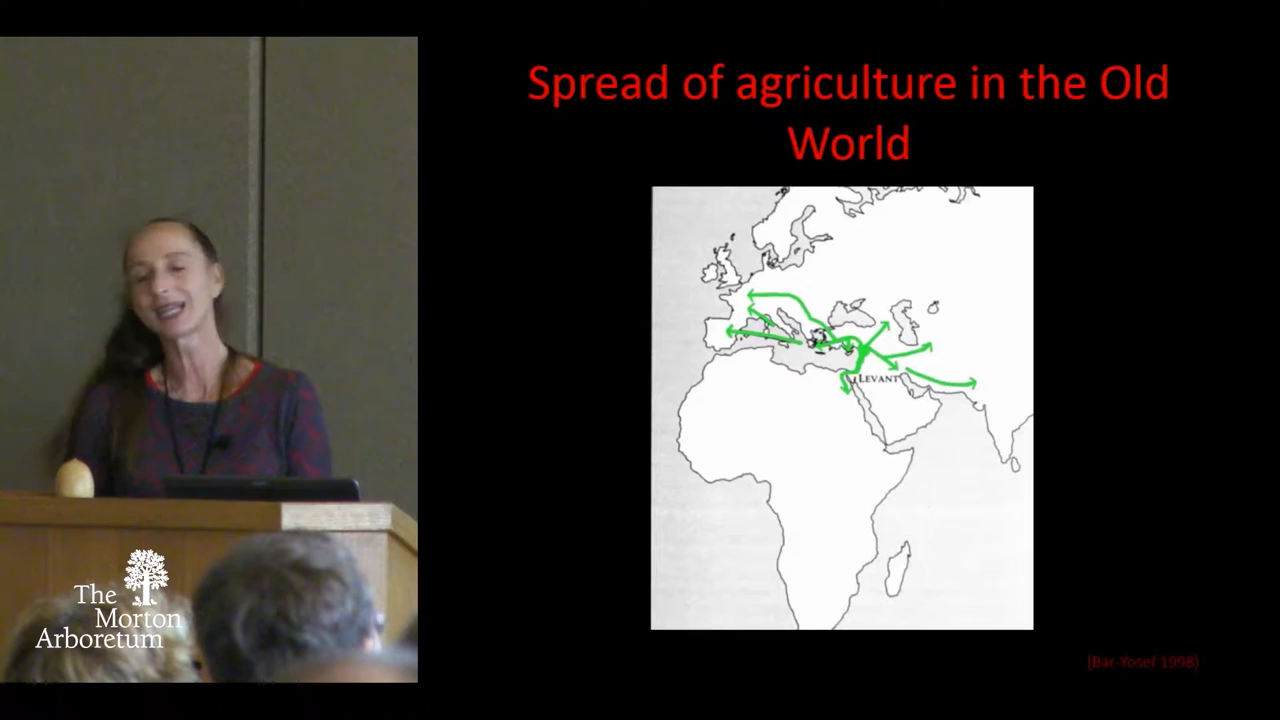 Spread of agriculture in the Old
World
LEVANT
(Bar-Yosef 1998)
The
Morton
Arboretum